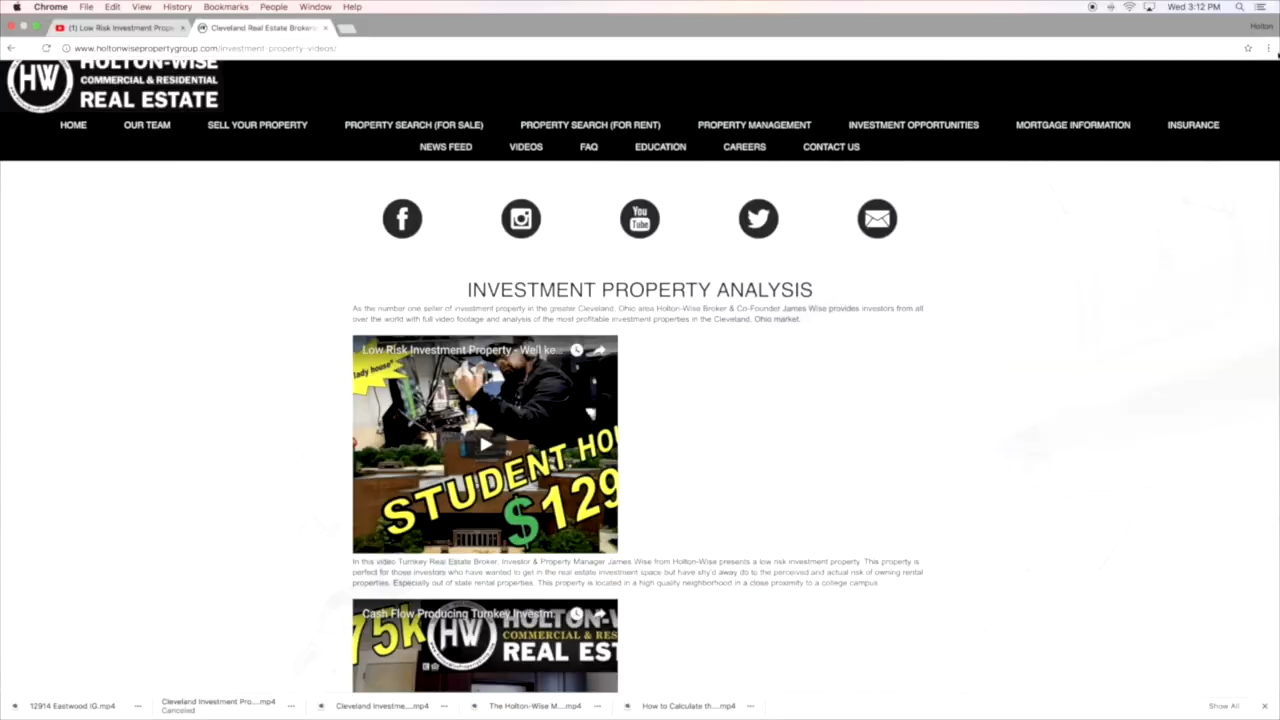 Chrome File Edit View History Bookmarks People Window Help Wed 3:12 PM
(1) Low Risk Investment Prope × Cleveland Real Estate Brokers × Holton
www.holtonwisepropertygroup.com/investment-property-videos/
HW HOLTON-WISE
COMMERCIAL & RESIDENTIAL
REAL ESTATE
HOME OUR TEAM SELL YOUR PROPERTY PROPERTY SEARCH (FOR SALE) PROPERTY SEARCH (FOR RENT) PROPERTY MANAGEMENT INVESTMENT OPPORTUNITIES MORTGAGE INFORMATION INSURANCE
NEWS FEED VIDEOS FAQ EDUCATION CAREERS CONTACT US
You Tube
INVESTMENT PROPERTY ANALYSIS
As the number one seller of investment property in the greater Cleveland, Ohio area Holton-Wise Broker & Co-Founder James Wise provides investors from all
over the world with full video footage and analysis of the most profitable investment properties in the Cleveland, Ohio market.
Low Risk Investment Property - We'll ke...
ady house"
STUDENT HOU
$129
In this video Turnkey Real Estate Broker, Investor & Property Manager James Wise from Holton-Wise presents a low risk investment property. This property is
perfect for those investors who have wanted to get in the real estate investment space but have shy'd away do to the perceived and actual risk of owning rental
properties. Especially out of state rental properties. This property is located in a high quality neighborhood in a close proximity to a college campus
Cash Flow Producing Turnkey Investm...
75k HW HOLTON-W
COMMERCIAL & RES
REAL EST
12914 Eastwood IG.mp4 Cleveland Investment Pro....mp4 Cleveland Investme....mp4 The Holton-Wise M....mp4 How to Calculate th....mp4 Show All ×
Canceled